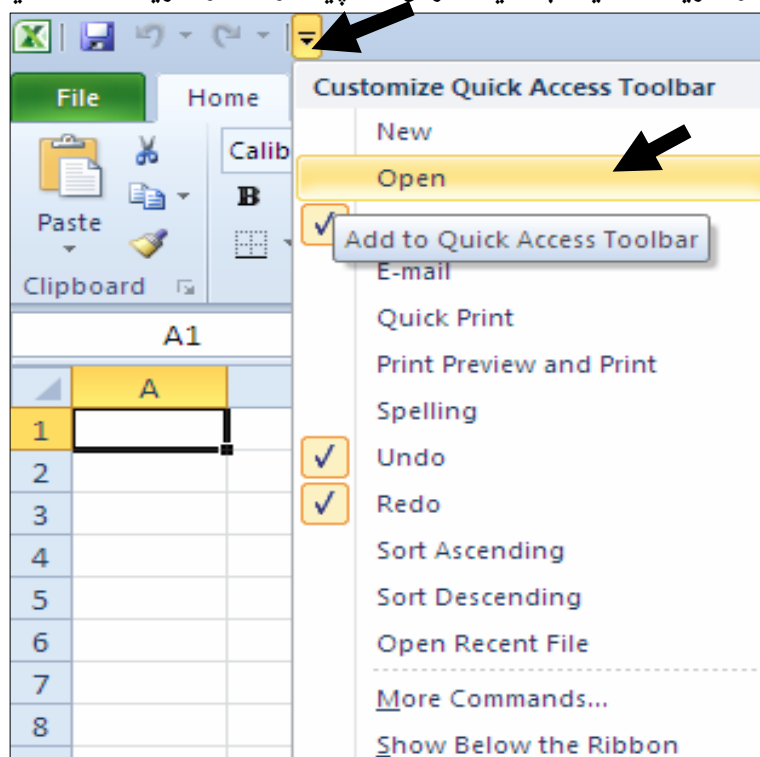 File Home
Customize Quick Access Toolbar
New
Calib
Open
B
Paste
Add to Quick Access Toolbar
E-mail
Clipboard
Quick Print
A1
Print Preview and Print
A
Spelling
1
Undo
2
Redo
3
Sort Ascending
4
Sort Descending
5
Open Recent File
6
7
More Commands...
8
Show Below the Ribbon